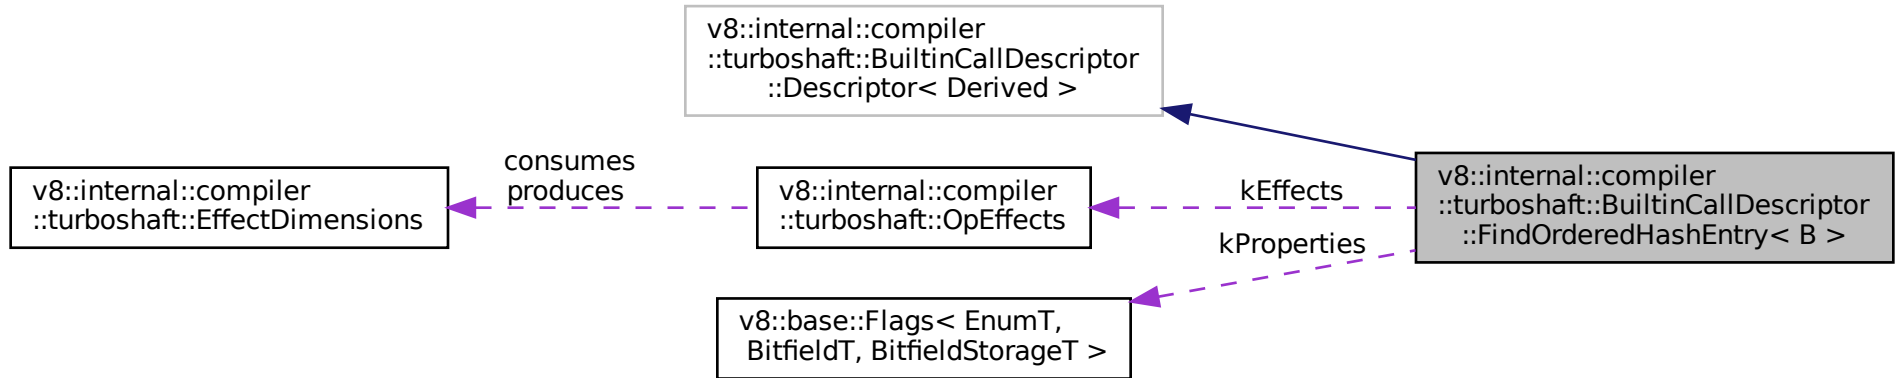 v8::internal::compiler
::turboshaft::BuiltinCallDescriptor
::Descriptor< Derived >
v8::internal::compiler
::turboshaft::EffectDimensions
consumes
produces
v8::internal::compiler
::turboshaft::OpEffects
kEffects
kProperties
v8::internal::compiler
::turboshaft::BuiltinCallDescriptor
::FindOrderedHashEntry< B >
v8::base::Flags< EnumT,
BitfieldT, BitfieldStorageT >